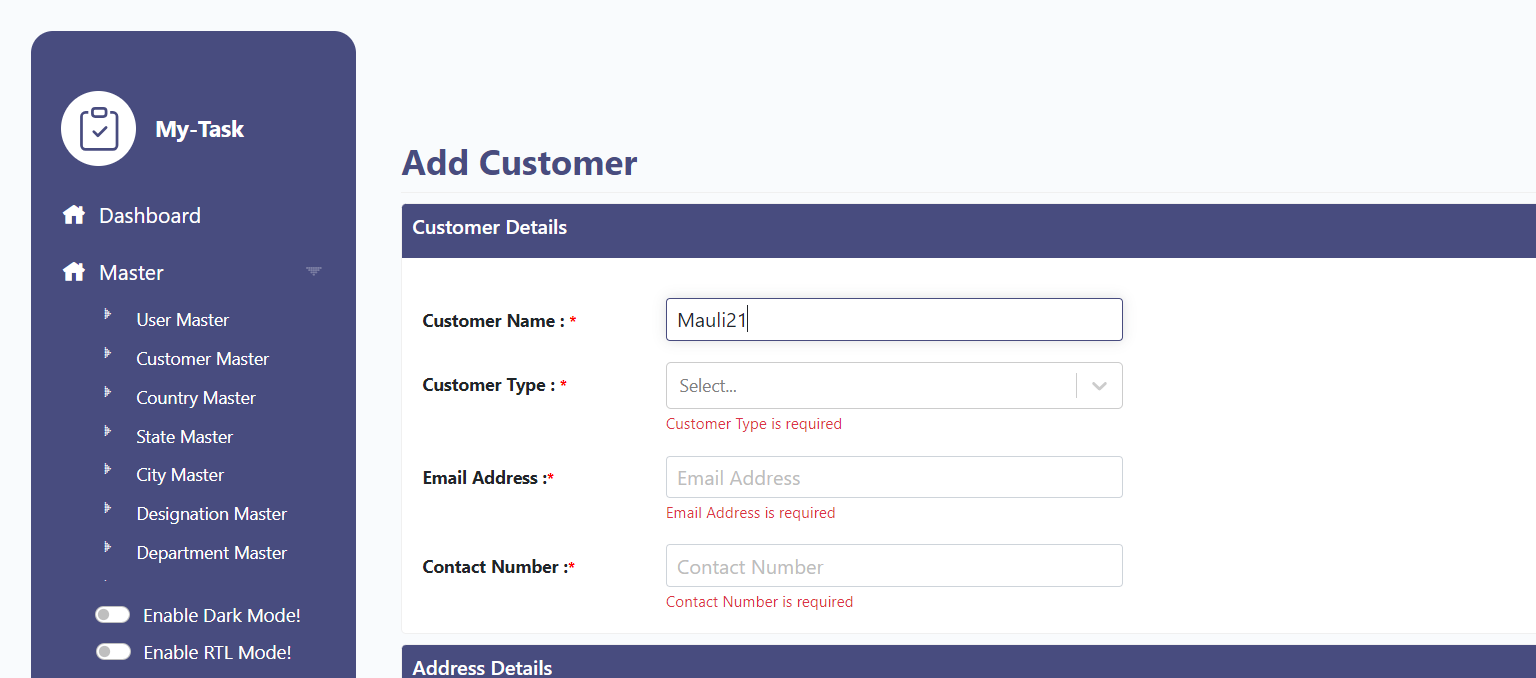 My-Task
Dashboard
Master
User Master
Customer Master
Country Master
State Master
City Master
Designation Master
Department Master
Enable Dark Mode!
Enable RTL Mode!
Add Customer
Customer Details
Customer Name : * Mauli21
Customer Type : * Select...
Customer Type is required
Email Address :* Email Address
Email Address is required
Contact Number :* Contact Number
Contact Number is required
Address Details